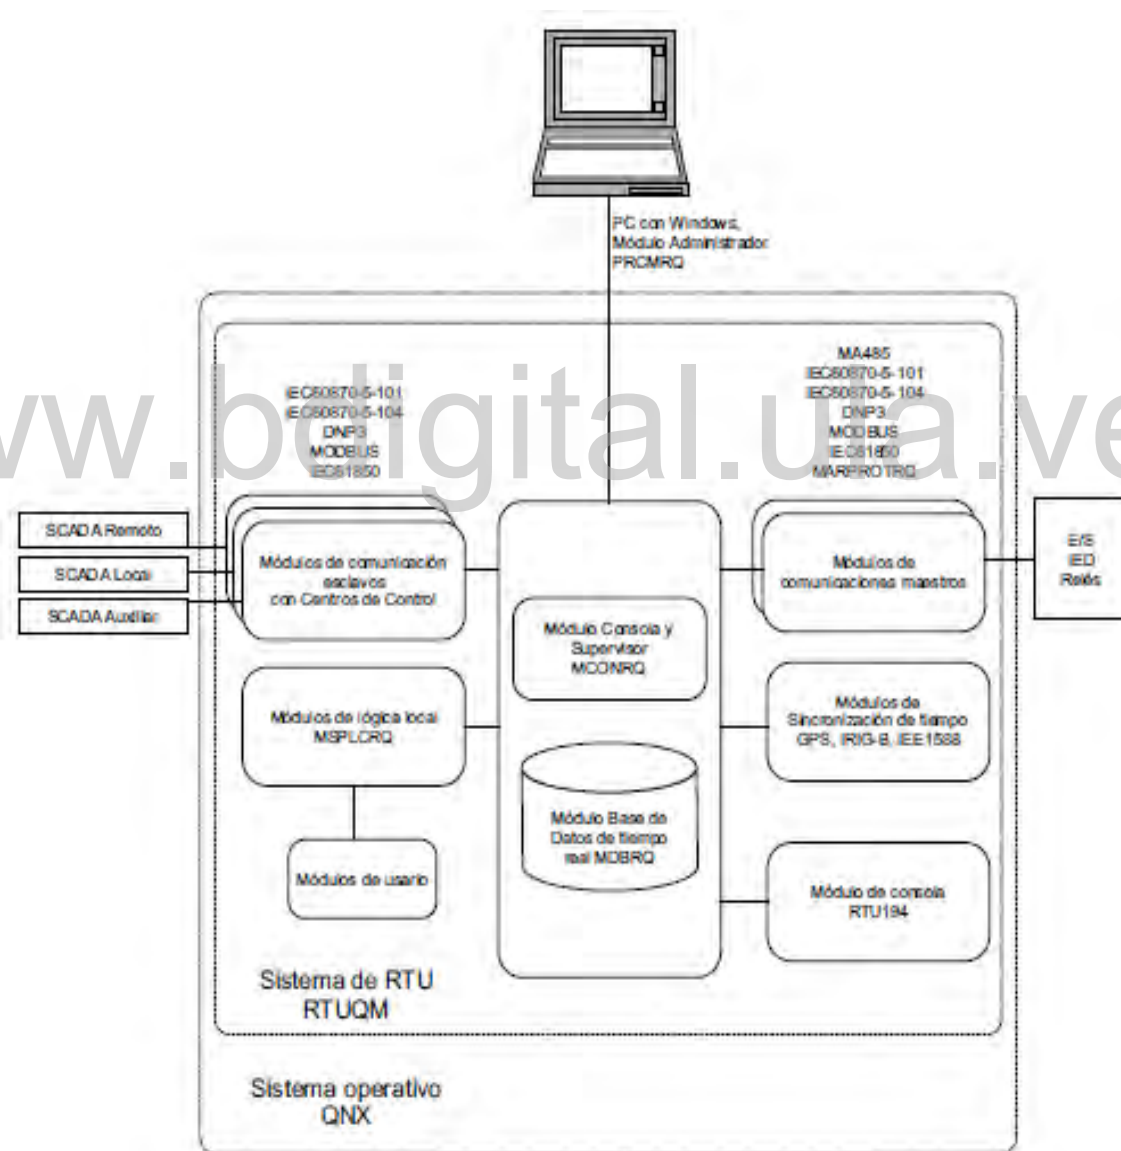 PC con Windows,
Módulo Administrador
PRCMRQ
IEC60870-5-101
IEC60870-5-104
DNP3
MODBUS
IEC61850
MA485
IEC60870-5-101
IEC60870-5-104
DNP3
MODBUS
IEC61850
MARPROTRQ
www.bdigital.ula.ve
SCADA Remoto
SCADA Local
SCADA Auxiliar
Módulos de comunicación
esclavos
con Centros de Control
Módulos de
comunicaciones maestros
E/S
IED
Relés
Módulo Consola y
Supervisor
MCONRQ
Módulos de lógica local
MSPLCRQ
Módulos de
Sincronización de tiempo
GPS, IRIG-B, IEE1588
Módulo Base de
Datos de tiempo
real MDBRQ
Módulos de usario
Módulo de consola
RTU194
Sistema de RTU
RTUQM
Sistema operativo
QNX